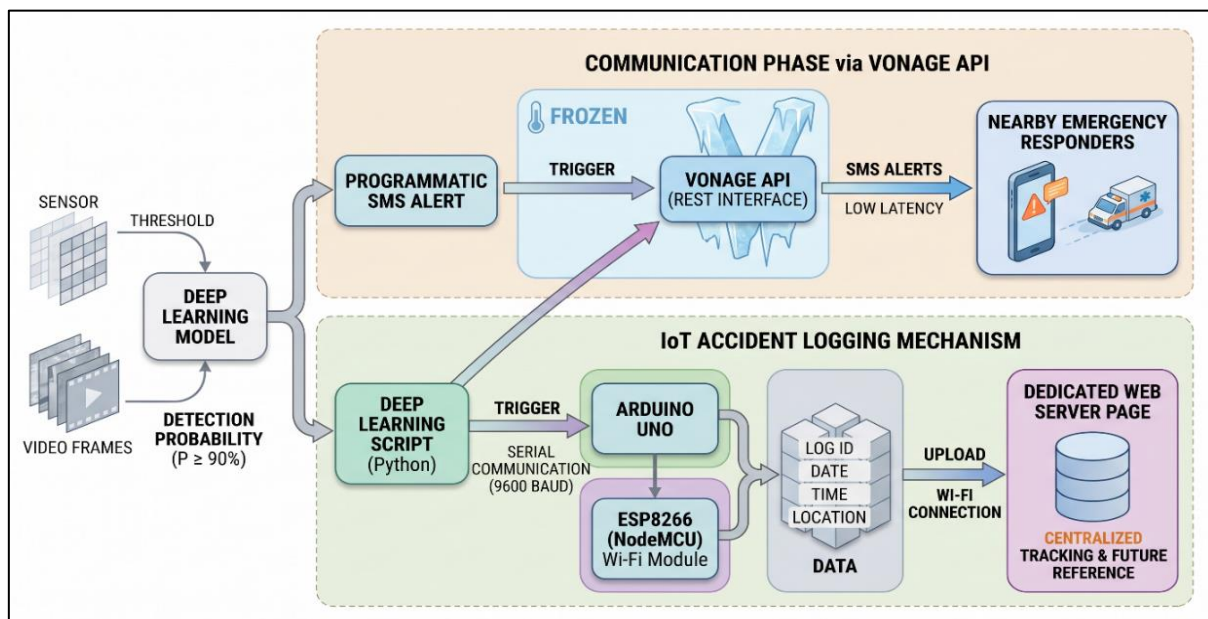 COMMUNICATION PHASE via VONAGE API
FROZEN
NEARBY EMERGENCY
RESPONDERS
PROGRAMMATIC
SMS ALERT
TRIGGER
VONAGE API
(REST INTERFACE)
SMS ALERTS
LOW LATENCY
SENSOR
THRESHOLD
DEEP
LEARNING
MODEL
VIDEO FRAMES
DETECTION
PROBABILITY
(P ≥ 90%)
IoT ACCIDENT LOGGING MECHANISM
DEEP
LEARNING
SCRIPT
(Python)
TRIGGER
SERIAL
COMMUNICATION
(9600 BAUD)
ARDUINO
UNO
ESP8266
(NodeMCU)
Wi-Fi Module
LOG ID
DATE
TIME
LOCATION
DATA
UPLOAD
WI-FI
CONNECTION
DEDICATED WEB
SERVER PAGE
CENTRALIZED
TRACKING & FUTURE
REFERENCE